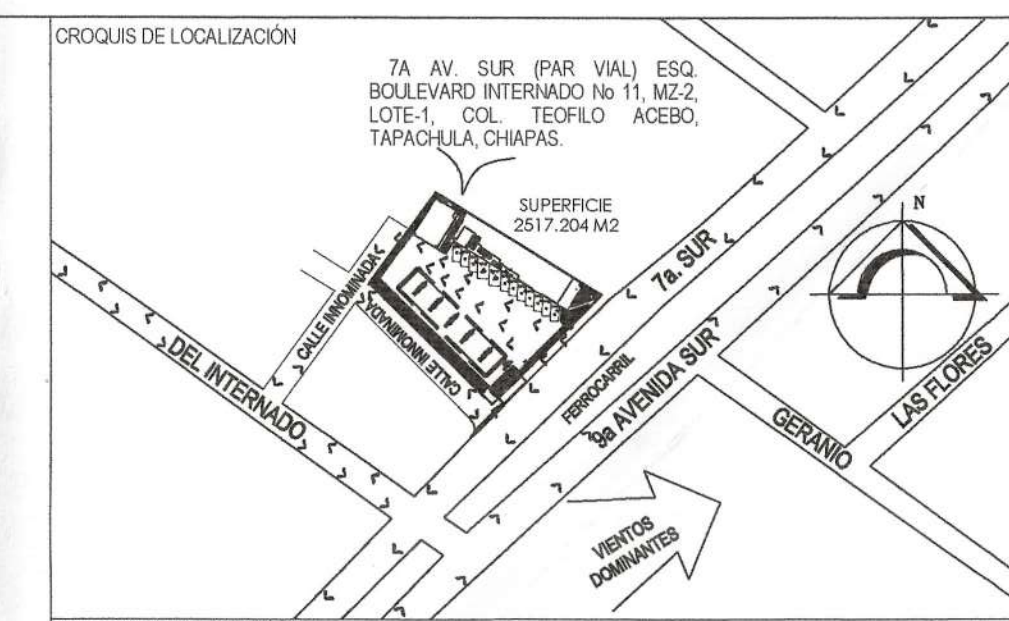 CROQUIS DE LOCALIZACIÓN
7A AV. SUR (PAR VIAL) ESQ.
BOULEVARD INTERNADO No 11, MZ-2,
LOTE-1, COL. TEOFILO ACEBO,
TAPACHULA, CHIAPAS.
SUPERFICIE
2517.204 M2
N
7a. SUR
CALLE INNOMINADA
CALLE INNOMINADA
DEL INTERNADO
FERROCARRIL
9a AVENIDA SUR
GERANIO
LAS FLORES
VIENTOS
DOMINANTES